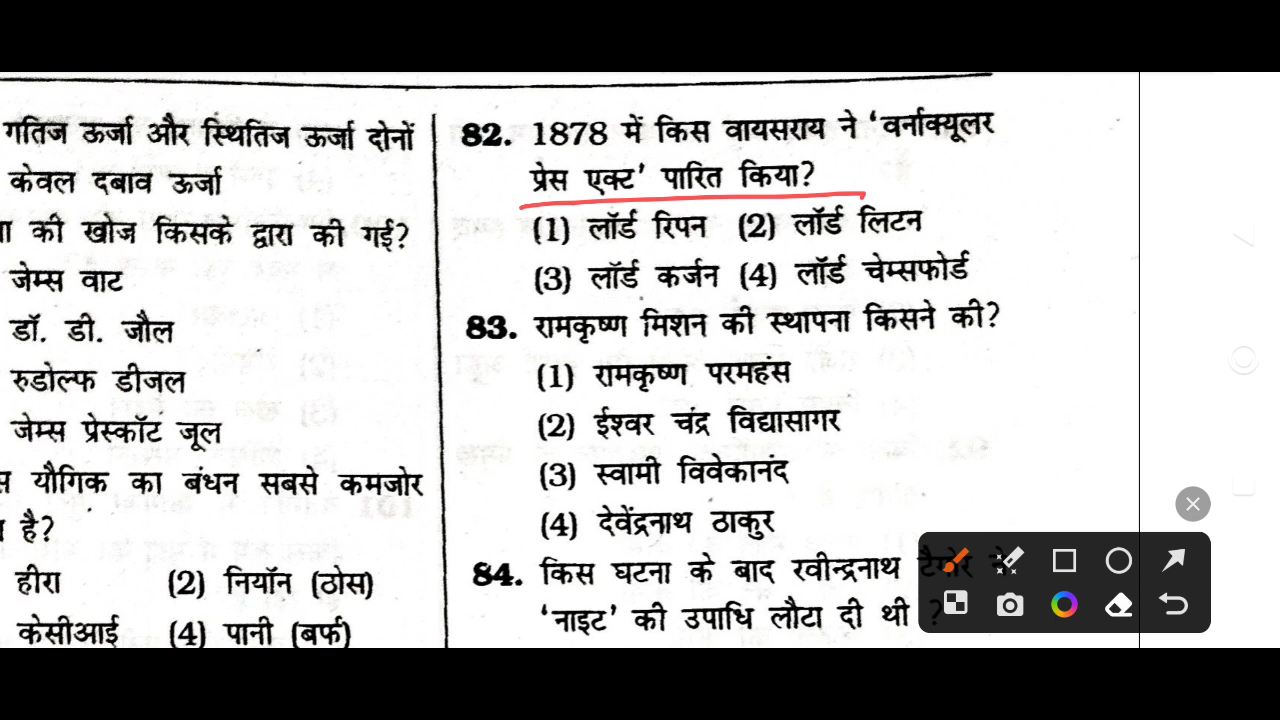 गतिज ऊर्जा और स्थितिज ऊर्जा दोनों
केवल दबाव ऊर्जा
की खोज किसके द्वारा की गई?
जेम्स वाट
डॉ. डी. जौल
रुडोल्फ डीजल
जेम्स प्रेस्कॉट जूल
यौगिक का बंधन सबसे कमजोर
है?
हीरा (2) नियॉन (ठोस)
केसीआई (4) पानी (बर्फ)
82. 1878 में किस वायसराय ने ‘वर्नाक्यूलर
प्रेस एक्ट’ पारित किया?
(1) लॉर्ड रिपन (2) लॉर्ड लिटन
(3) लॉर्ड कर्जन (4) लॉर्ड चेम्सफोर्ड
83. रामकृष्ण मिशन की स्थापना किसने की?
(1) रामकृष्ण परमहंस
(2) ईश्वर चंद्र विद्यासागर
(3) स्वामी विवेकानंद
(4) देवेंद्रनाथ ठाकुर
84. किस घटना के बाद रवीन्द्रनाथ टैगोर ने
‘नाइट’ की उपाधि लौटा दी थी ?